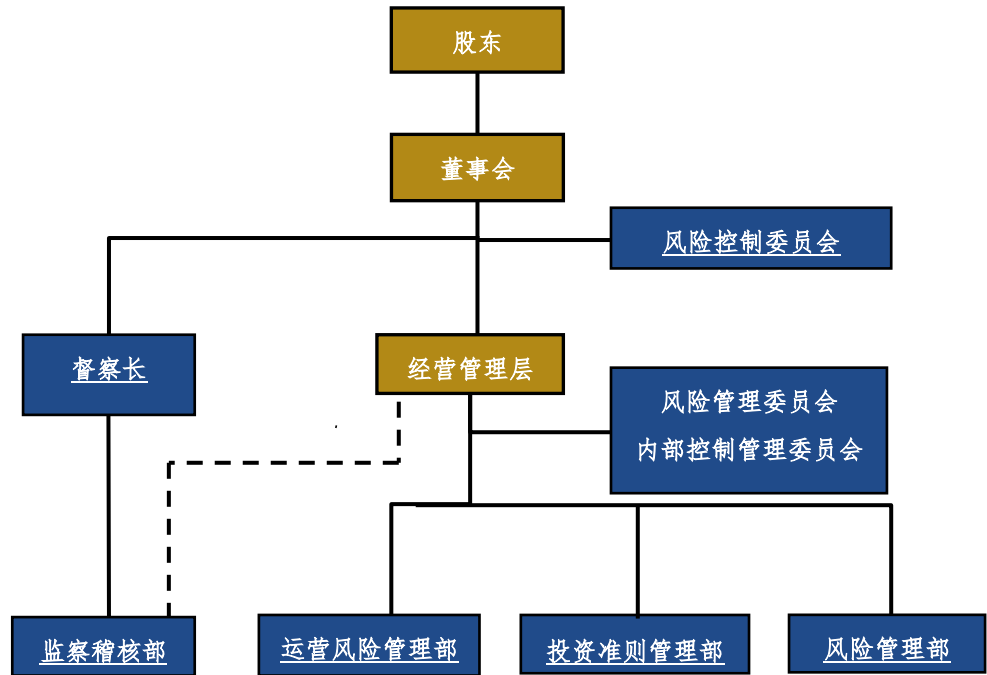 股东
董事会
风险控制委员会
督察长
经营管理层
风险管理委员会
内部控制管理委员会
监察稽核部
运营风险管理部
投资准则管理部
风险管理部